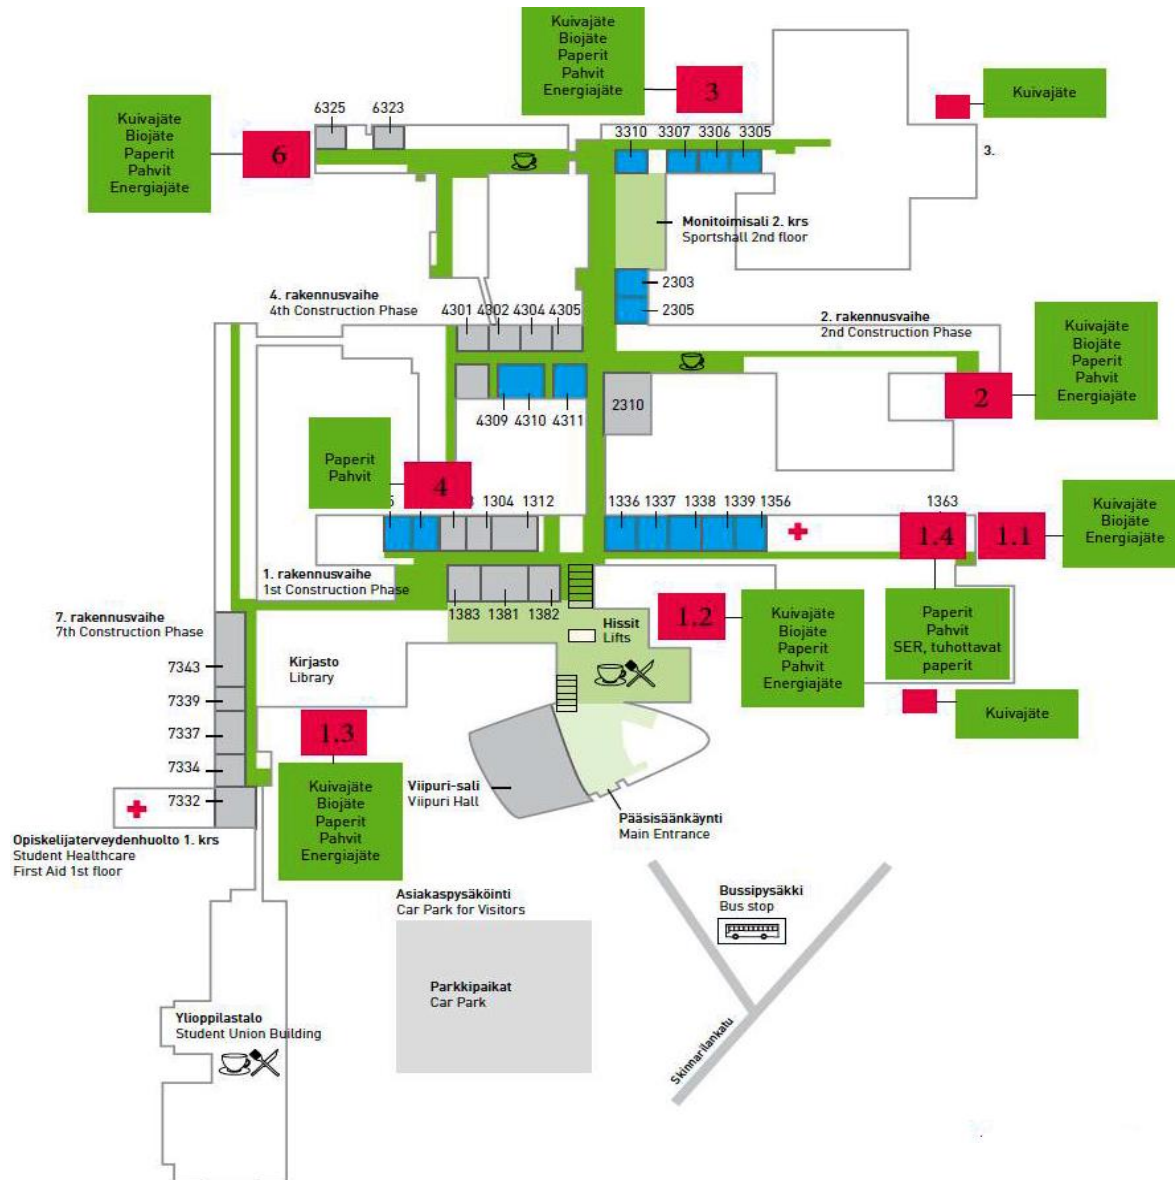 Kuivajäte
Biojäte
Paperit
Pahvit
Energiajäte
3
Kuivajäte
3.
Kuivajäte
Biojäte
Paperit
Pahvit
Energiajäte
6
6325
6323
3310
3307
3306
3305
Monitoimisali 2. krs
Sportshall 2nd floor
2303
2305
4. rakennusvaihe
4th Construction Phase
4301
4302
4304
4305
2. rakennusvaihe
2nd Construction Phase
Kuivajäte
Biojäte
Paperit
Pahvit
Energiajäte
2
2310
4309
4310
4311
Paperit
Pahvit
4
1304
1312
1336
1337
1338
1339
1356
1363
1.4
1.1
Kuivajäte
Biojäte
Energiajäte
1. rakennusvaihe
1st Construction Phase
1383
1381
1382
Hissit
Lifts
1.2
Kuivajäte
Biojäte
Paperit
Pahvit
Energiajäte
Paperit
Pahvit
SER, tuhottavat
paperit
Kuivajäte
7. rakennusvaihe
7th Construction Phase
7343
7339
7337
7334
7332
Kirjasto
Library
1.3
Kuivajäte
Biojäte
Paperit
Pahvit
Energiajäte
Viipuri-sali
Viipuri Hall
Pääsisäänkäynti
Main Entrance
Opiskelijaterveydenhuolto 1. krs
Student Healthcare
First Aid 1st floor
Asiakaspysäköinti
Car Park for Visitors
Parkkipaikat
Car Park
Bussipysäkki
Bus stop
Skinnarilankatu
Ylioppilastalo
Student Union Building